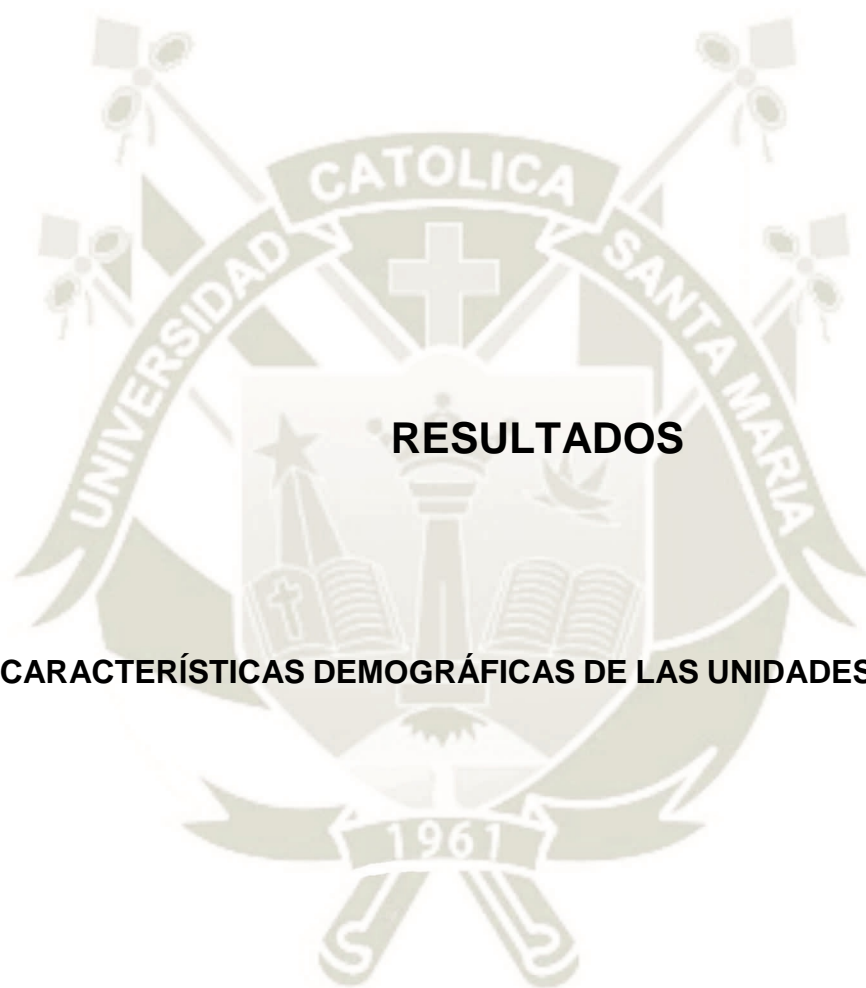 CATOLICA
UNIVERSIDAD
SANTA MARIA
RESULTADOS
CARACTERÍSTICAS DEMOGRÁFICAS DE LAS UNIDADES
1961